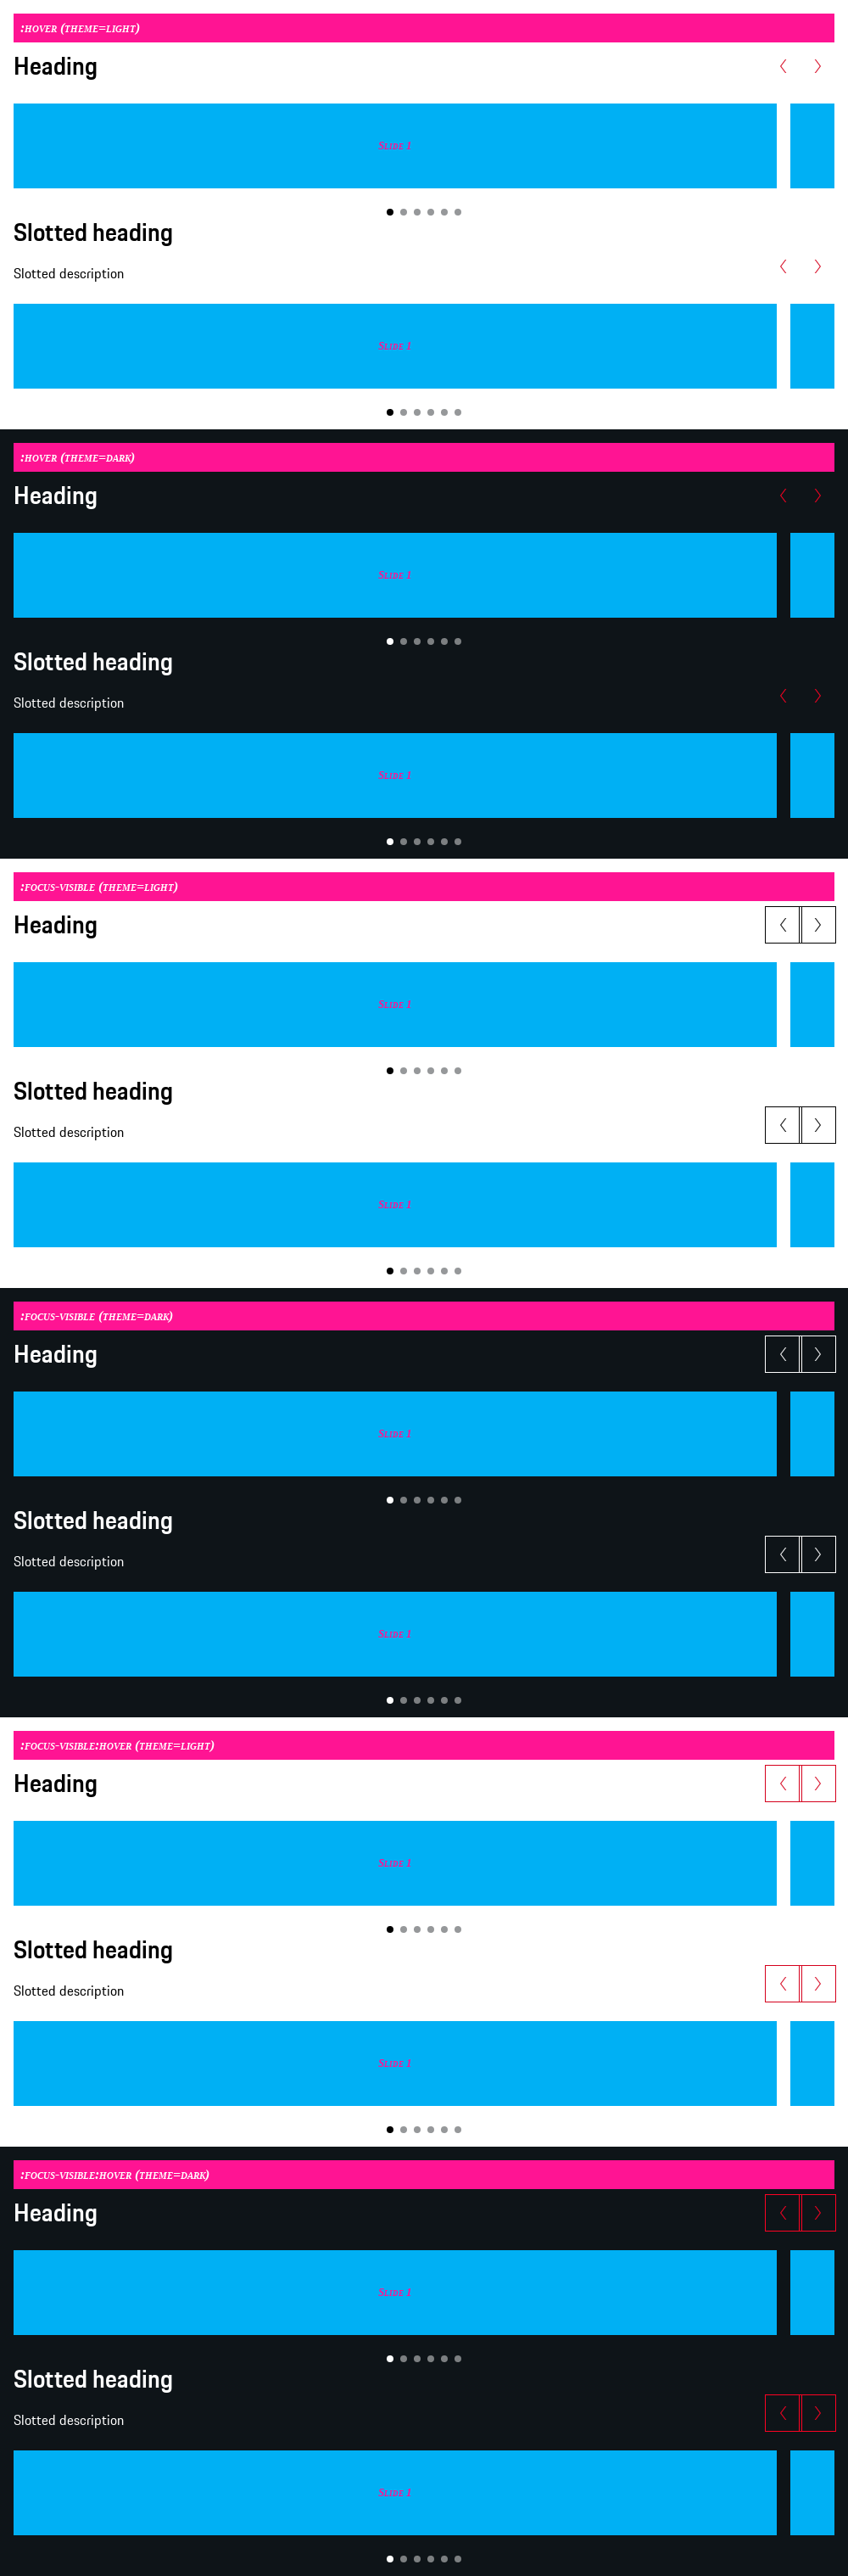 :hover (theme=light)
Heading
Slide 1
Slotted heading
Slotted description
Slide 1
:hover (theme=dark)
Heading
Slide 1
Slotted heading
Slotted description
Slide 1
:focus-visible (theme=light)
Heading
Slide 1
Slotted heading
Slotted description
Slide 1
:focus-visible (theme=dark)
Heading
Slide 1
Slotted heading
Slotted description
Slide 1
:focus-visible:hover (theme=light)
Heading
Slide 1
Slotted heading
Slotted description
Slide 1
:focus-visible:hover (theme=dark)
Heading
Slide 1
Slotted heading
Slotted description
Slide 1